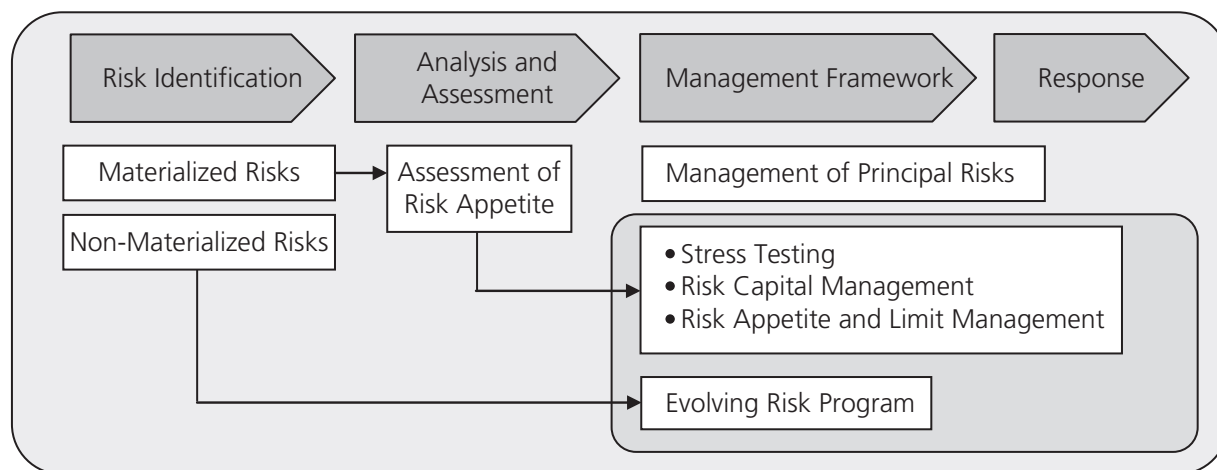 Risk Identification
Analysis and
Assessment
Management Framework
Response
Materialized Risks
Assessment of
Risk Appetite
Management of Principal Risks
Non-Materialized Risks
• Stress Testing
• Risk Capital Management
• Risk Appetite and Limit Management
Evolving Risk Program